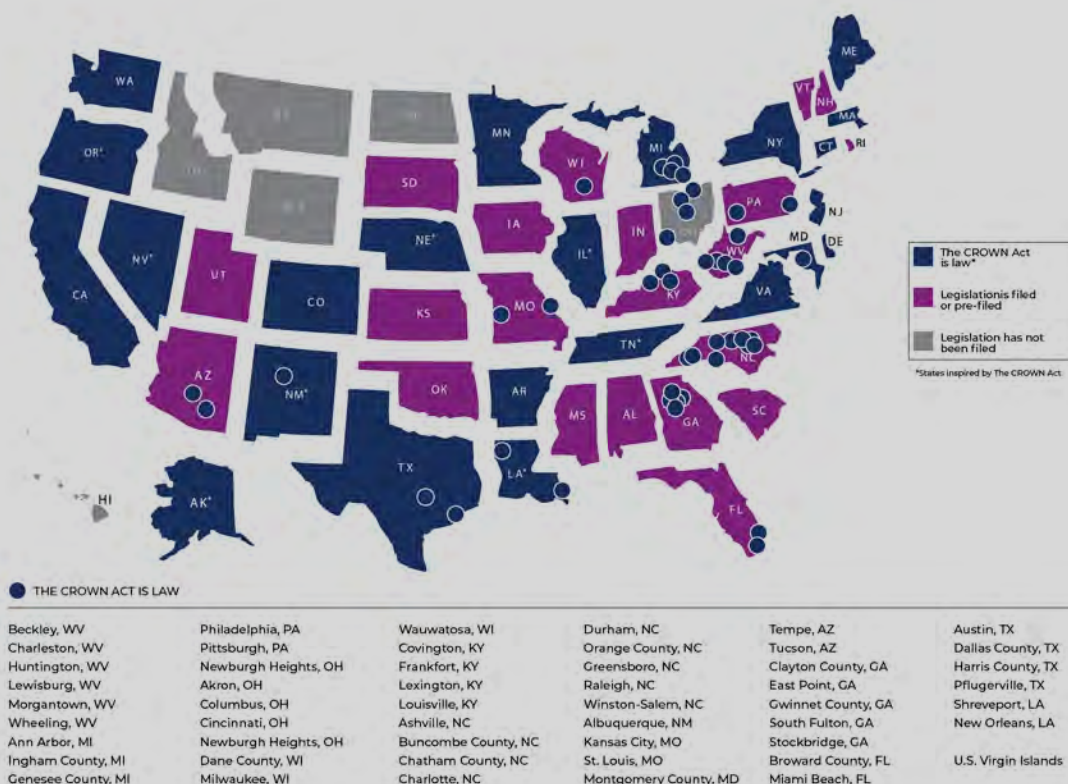 WA
OR*
CA
NV*
UT
AZ
CO
NM*
SD
NE*
KS
OK
TX
MN
IA
MO
AR
LA*
WI
IL*
IN
MI
KY
TN*
MS
AL
GA
FL
SC
NC
VA
WV
PA
NY
VT
NH
ME
MA
CT
RI
NJ
MD
DE
AK*
HI
The CROWN Act
is law*
Legislationis filed
or pre-filed
Legislation has not
been filed
*States inspired by The CROWN Act
THE CROWN ACT IS LAW
Beckley, WV
Charleston, WV
Huntington, WV
Lewisburg, WV
Morgantown, WV
Wheeling, WV
Ann Arbor, MI
Ingham County, MI
Genesee County, MI
Philadelphia, PA
Pittsburgh, PA
Newburgh Heights, OH
Akron, OH
Columbus, OH
Cincinnati, OH
Newburgh Heights, OH
Dane County, WI
Milwaukee, WI
Wauwatosa, WI
Covington, KY
Frankfort, KY
Lexington, KY
Louisville, KY
Ashville, NC
Buncombe County, NC
Chatham County, NC
Charlotte, NC
Durham, NC
Orange County, NC
Greensboro, NC
Raleigh, NC
Winston-Salem, NC
Albuquerque, NM
Kansas City, MO
St. Louis, MO
Montgomery County, MD
Tempe, AZ
Tucson, AZ
Clayton County, GA
East Point, GA
Gwinnet County, GA
South Fulton, GA
Stockbridge, GA
Broward County, FL
Miami Beach, FL
Austin, TX
Dallas County, TX
Harris County, TX
Pflugerville, TX
Shreveport, LA
New Orleans, LA
U.S. Virgin Islands